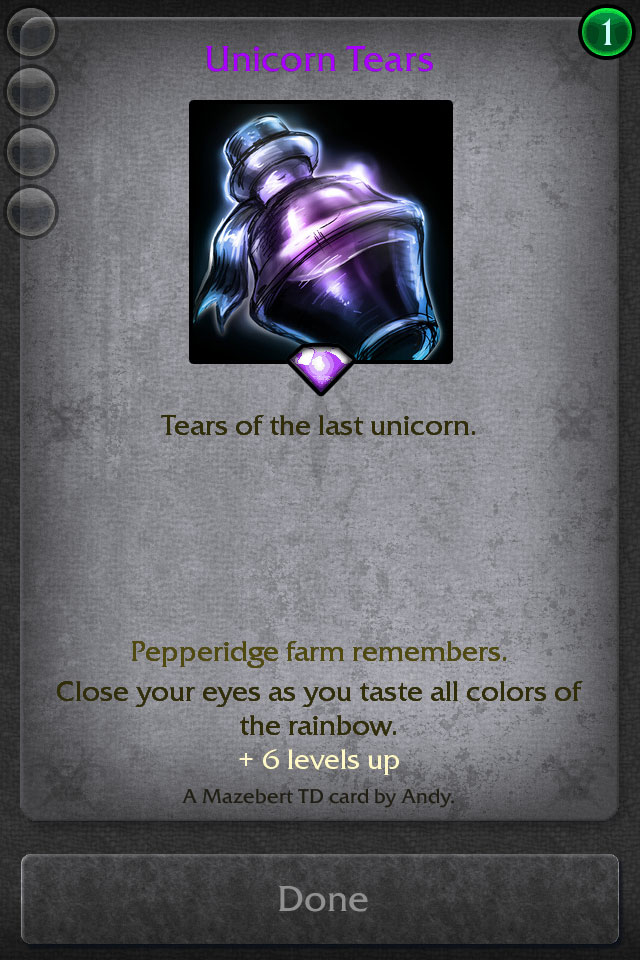 1
Unicorn Tears
Tears of the last unicorn.
Pepperidge farm remembers.
Close your eyes as you taste all colors of
the rainbow.
+ 6 levels up
A Mazebert TD card by Andy.
Done